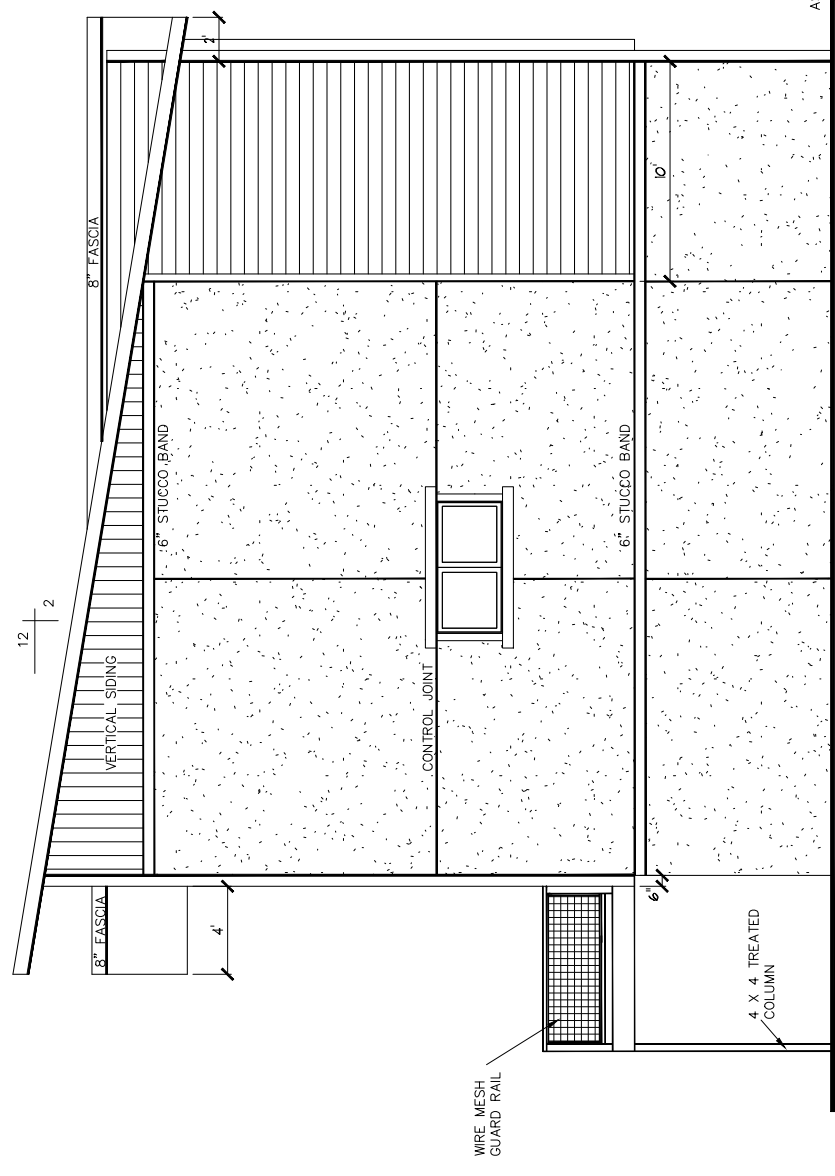 12
2
8" FASCIA
8" FASCIA
VERTICAL SIDING
6" STUCCO BAND
4'
2'
CONTROL JOINT
WIRE MESH
GUARD RAIL
6" STUCCO BAND
6"
10'
4 X 4 TREATED
COLUMN